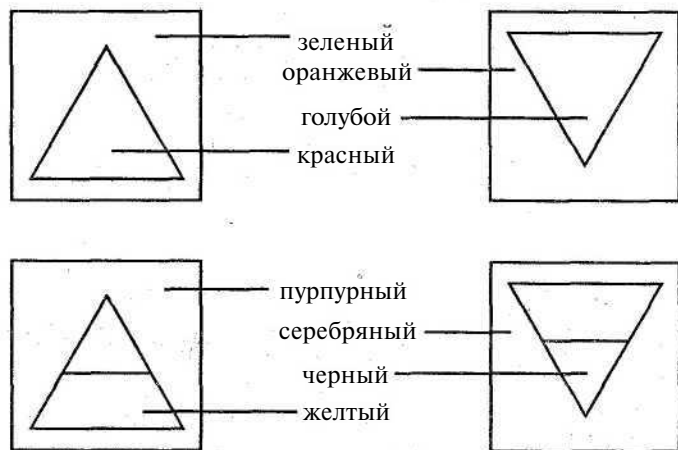 зеленый
оранжевый
голубой
красный
пурпурный
серебряный
черный
желтый